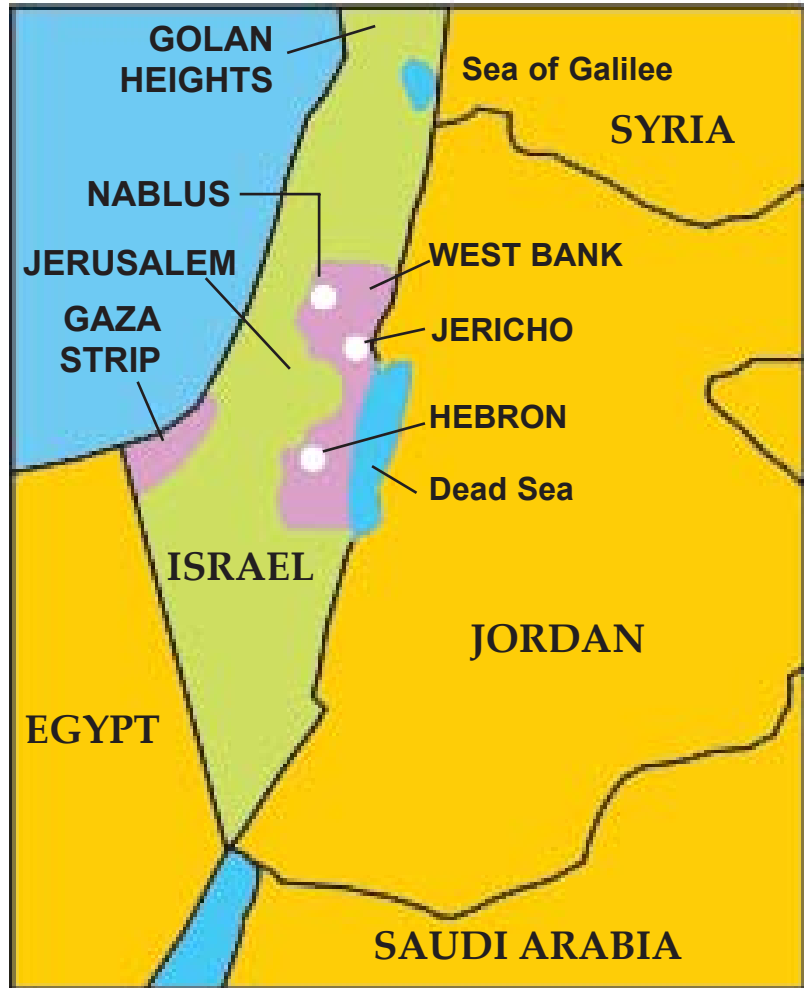 GOLAN
HEIGHTS
Sea of Galilee
SYRIA
NABLUS
JERUSALEM
WEST BANK
GAZA
STRIP
JERICHO
HEBRON
Dead Sea
ISRAEL
JORDAN
EGYPT
SAUDI ARABIA